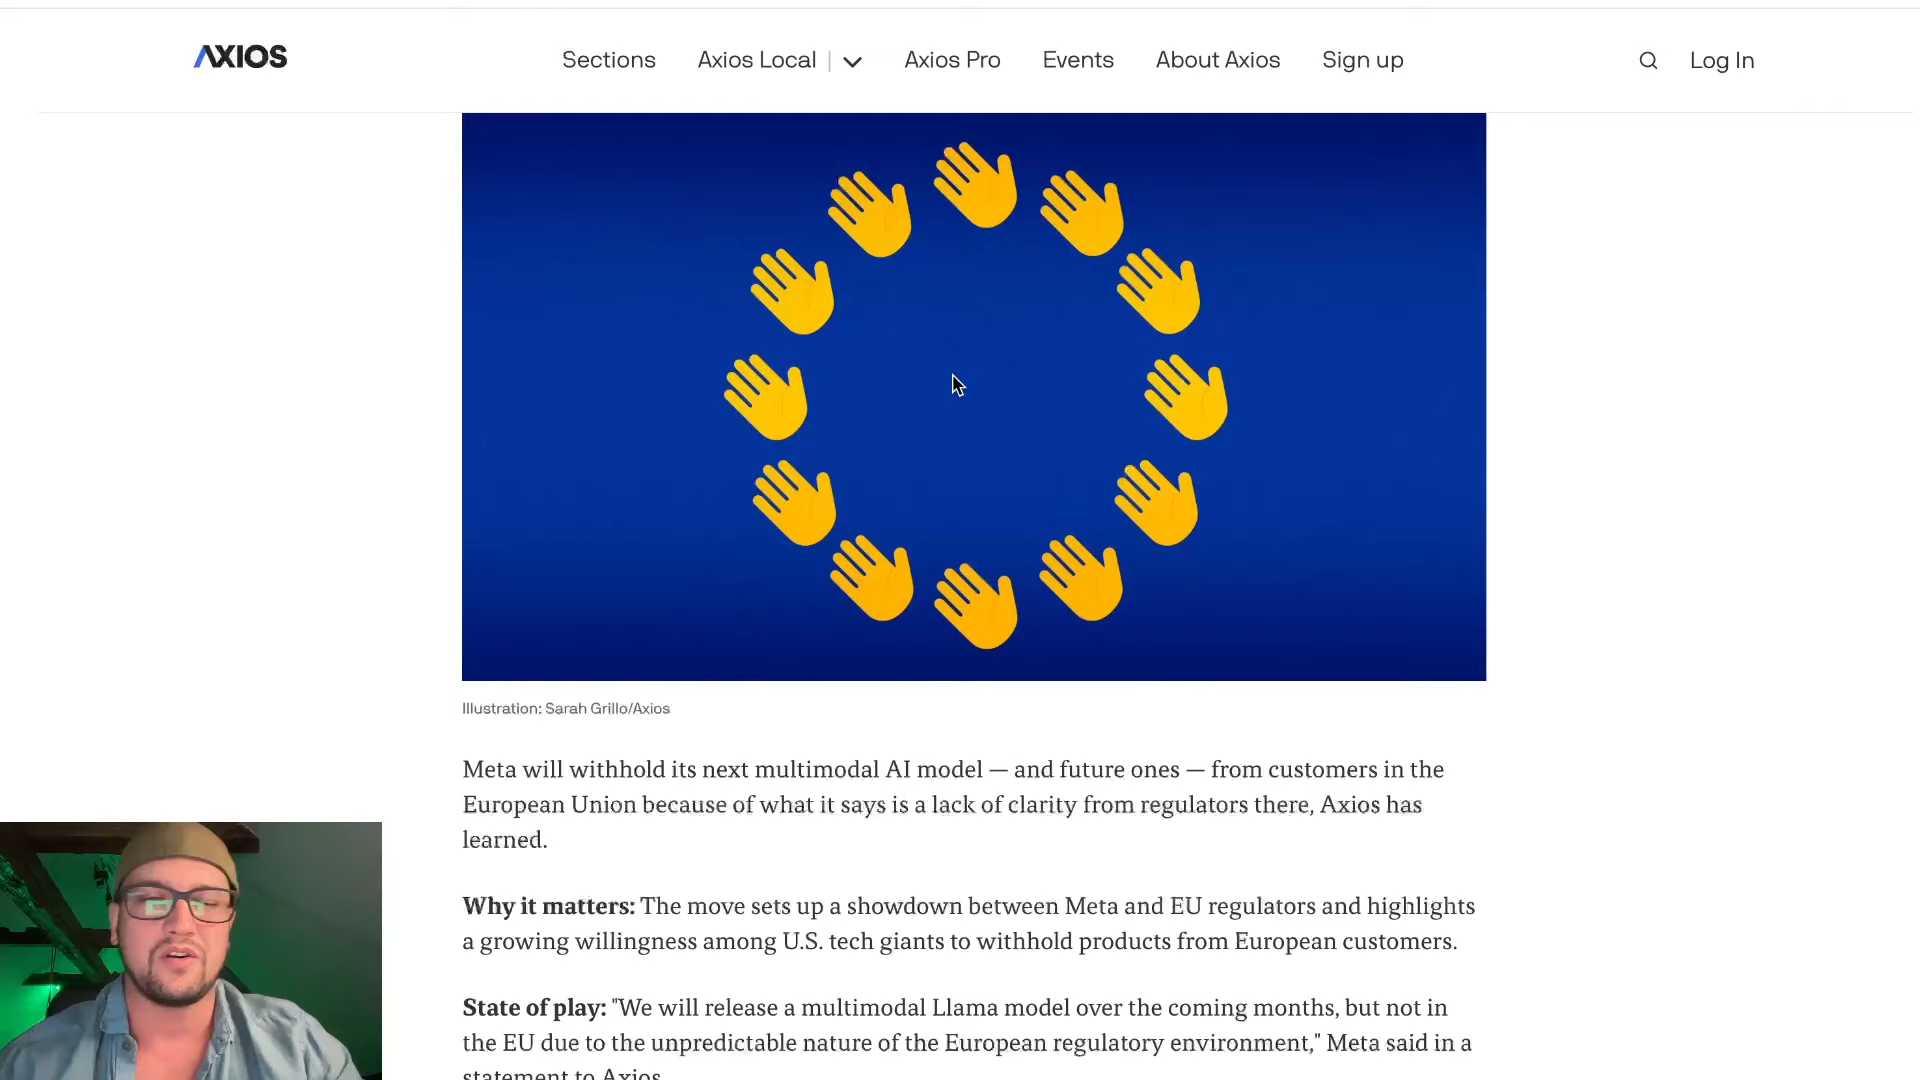 AXIOS
Sections
Axios Local
Axios Pro
Events
About Axios
Sign up
Log In
Illustration: Sarah Grillo/Axios
Meta will withhold its next multimodal AI model — and future ones — from customers in the
European Union because of what it says is a lack of clarity from regulators there, Axios has
learned.
Why it matters: The move sets up a showdown between Meta and EU regulators and highlights
a growing willingness among U.S. tech giants to withhold products from European customers.
State of play: "We will release a multimodal Llama model over the coming months, but not in
the EU due to the unpredictable nature of the European regulatory environment," Meta said in a
statement to Axios.